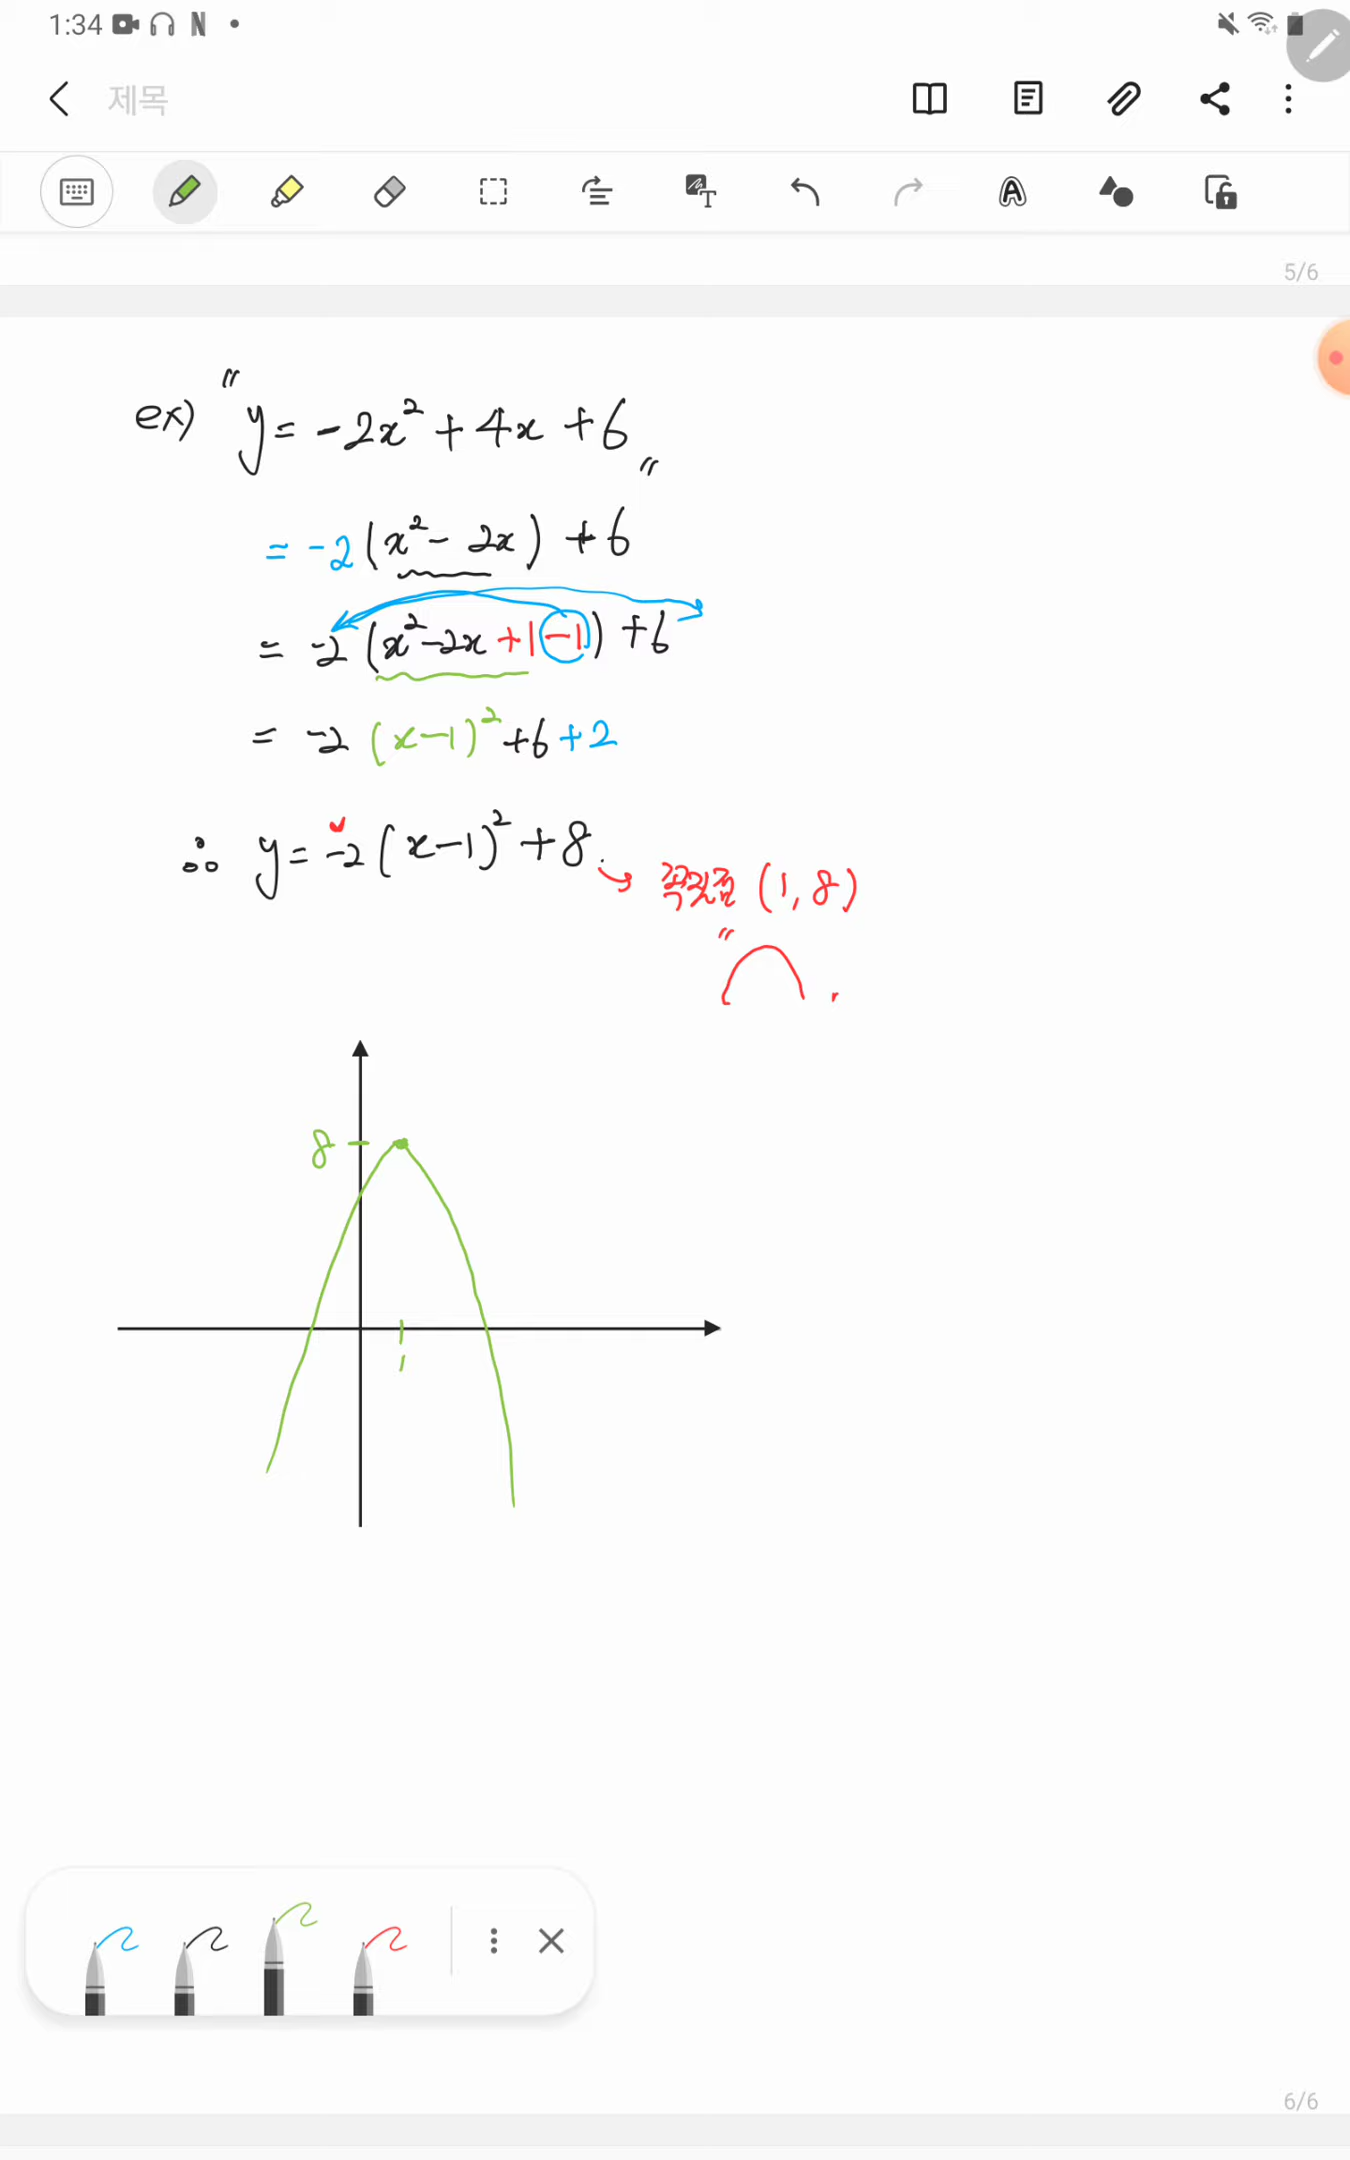 1:34
제목
5/6
ex) " y = -2x² + 4x + 6 "
= -2 (x² - 2x) + 6
= -2 (x² - 2x + 1 - 1) + 6
= -2 (x - 1)² + 6 + 2
∴ y = -2 (x - 1)² + 8 .
꼭짓점 (1, 8)
8
1
6/6